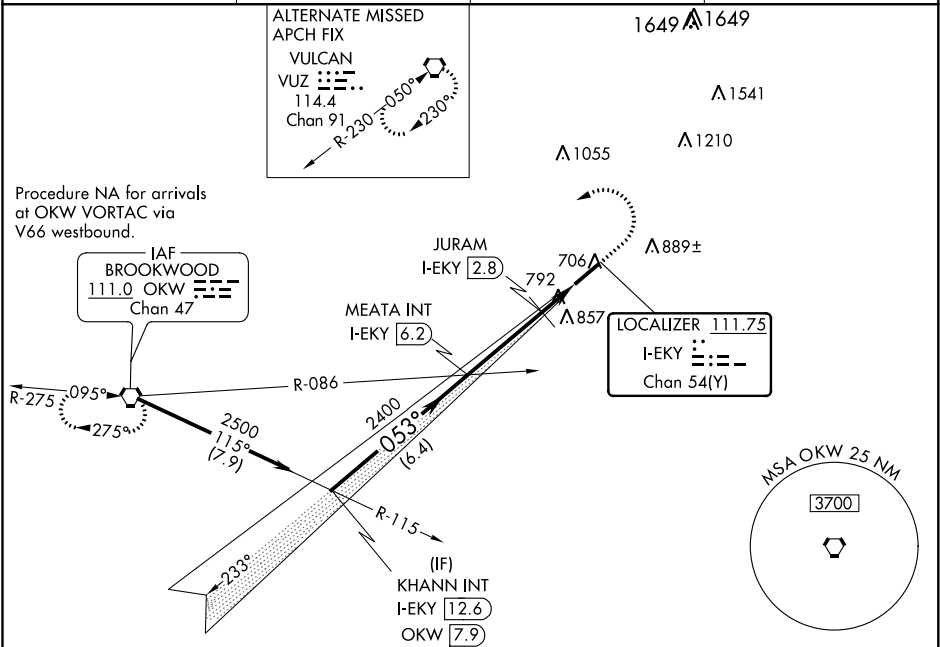 ALTERNATE MISSED
APCH FIX
VULCAN
VUZ
114.4
Chan 91
R-230
050°
230°
1649
1649
1541
1210
1055
889±
706
792
857
Procedure NA for arrivals
at OKW VORTAC via
V66 westbound.
IAF
BROOKWOOD
111.0 OKW
Chan 47
JURAM
I-EKY 2.8
MEATA INT
I-EKY 6.2
LOCALIZER 111.75
I-EKY
Chan 54(Y)
R-275
095°
275°
R-086
2500
115°
(7.9)
2400
053°
(6.4)
R-115
233°
(IF)
KHANN INT
I-EKY 12.6
OKW 7.9
MSA OKW 25 NM
3700